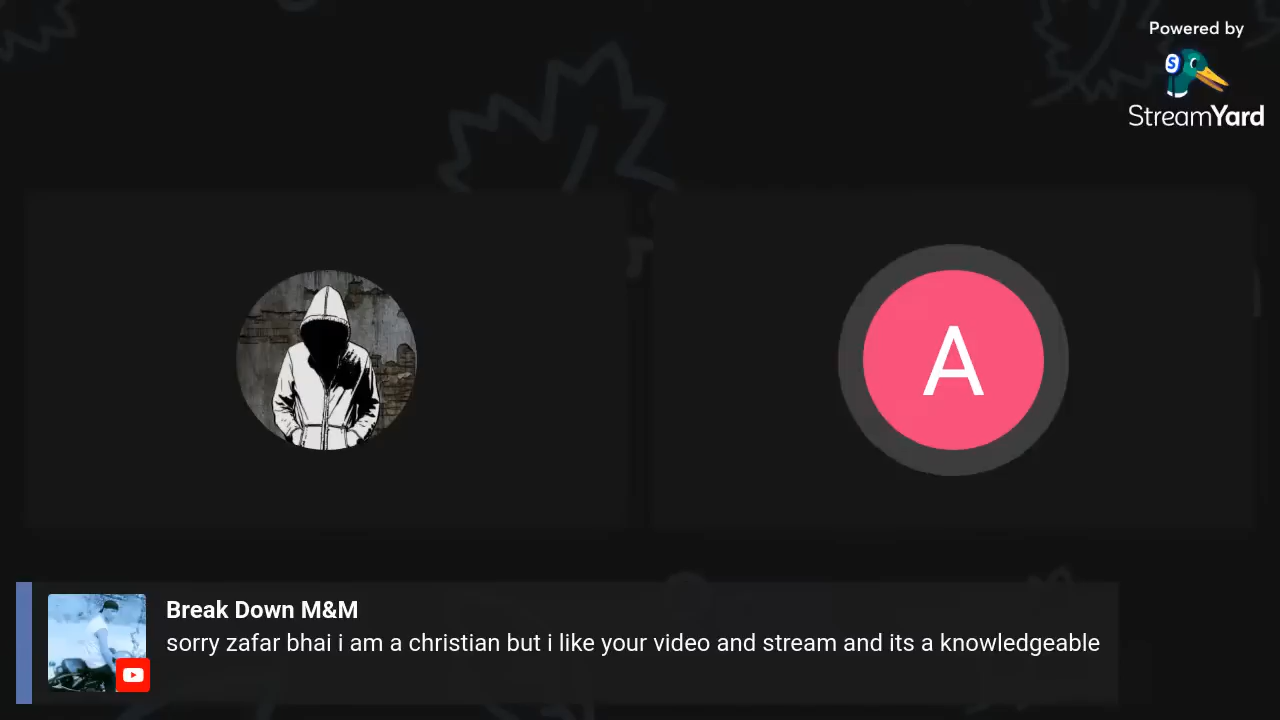 Powered by
S
StreamYard
A
Break Down M&M
sorry zafar bhai i am a christian but i like your video and stream and its a knowledgeable